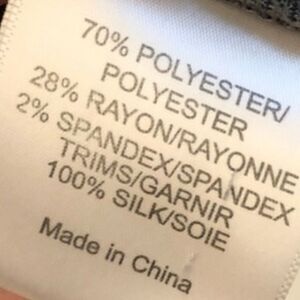 70% POLYESTER/
POLYESTER
28% RAYON/RAYONNE
2% SPANDEX/SPANDEX
TRIMS/GARNIR
100% SILK/SOIE
Made in China